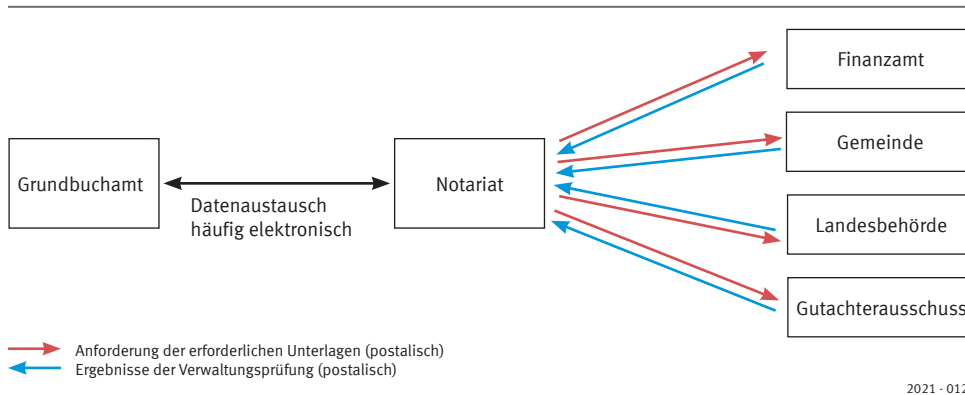 Finanzamt
Gemeinde
Grundbuchamt
Notariat
Datenaustausch
häufig elektronisch
Landesbehörde
Gutachterausschuss
Anforderung der erforderlichen Unterlagen (postalisch)
Ergebnisse der Verwaltungsprüfung (postalisch)
2021 - 012